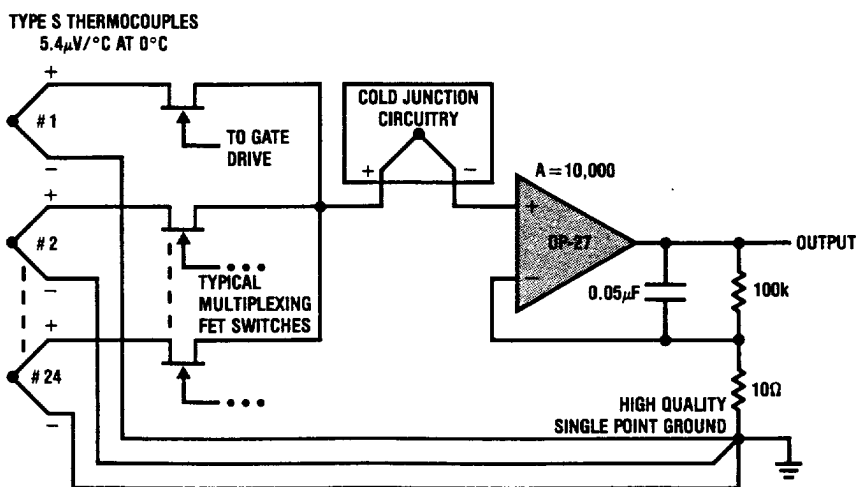 TYPE S THERMOCOUPLES
5.4μV/°C AT 0°C
+
#1
−
TO GATE
DRIVE
COLD JUNCTION
CIRCUITRY
+ −
A = 10,000
+
OP-27
−
OUTPUT
0.05μF
100k
10Ω
+
#2
−
TYPICAL
MULTIPLEXING
FET SWITCHES
+
#24
−
HIGH QUALITY
SINGLE POINT GROUND